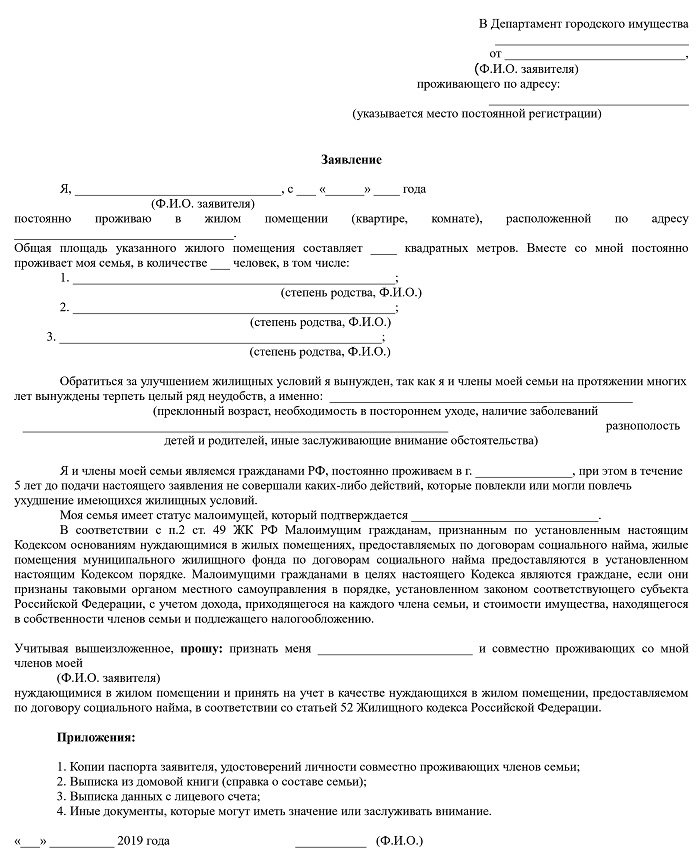 В Департамент городского имущества
______________________________
от ____________________________,
(Ф.И.О. заявителя)
проживающего по адресу:
_______________________________
(указывается место постоянной регистрации)
Заявление
Я, ________________________________, с ___ «______» ____ года
(Ф.И.О. заявителя)
постоянно проживаю в жилом помещении (квартире, комнате), расположенной по адресу
__________________________________.
Общая площадь указанного жилого помещения составляет ____ квадратных метров. Вместе со мной постоянно
проживает моя семья, в количестве ___ человек, в том числе:
1. __________________________________________________;
(степень родства, Ф.И.О.)
2. __________________________________________________;
(степень родства, Ф.И.О.)
3. __________________________________________________;
(степень родства, Ф.И.О.)
Обратиться за улучшением жилищных условий я вынужден, так как я и члены моей семьи на протяжении многих
лет вынуждены терпеть целый ряд неудобств, а именно: _______________________________________________
(преклонный возраст, необходимость в постороннем уходе, наличие заболеваний
__________________________________________________________________ разнополость
детей и родителей, иные заслуживающие внимание обстоятельства)
Я и члены моей семьи являемся гражданами РФ, постоянно проживаем в г. _______________, при этом в течение
5 лет до подачи настоящего заявления не совершали каких-либо действий, которые повлекли или могли повлечь
ухудшение имеющихся жилищных условий.
Моя семья имеет статус малоимущей, который подтверждается _____________________________.
В соответствии с п.2 ст. 49 ЖК РФ Малоимущим гражданам, признанным по установленным настоящим
Кодексом основаниям нуждающимися в жилых помещениях, предоставляемых по договорам социального найма, жилые
помещения муниципального жилищного фонда по договорам социального найма предоставляются в установленном
настоящим Кодексом порядке. Малоимущими гражданами в целях настоящего Кодекса являются граждане, если они
признаны таковыми органом местного самоуправления в порядке, установленном законом соответствующего субъекта
Российской Федерации, с учетом дохода, приходящегося на каждого члена семьи, и стоимости имущества, находящегося
в собственности членов семьи и подлежащего налогообложению.
Учитывая вышеизложенное, прошу: признать меня ________________________ и совместно проживающих со мной
членов моей
(Ф.И.О. заявителя)
нуждающимися в жилом помещении и принять на учет в качестве нуждающихся в жилом помещении, предоставляемом
по договору социального найма, в соответствии со статьей 52 Жилищного кодекса Российской Федерации.
Приложения:
1. Копии паспорта заявителя, удостоверений личности совместно проживающих членов семьи;
2. Выписка из домовой книги (справка о составе семьи);
3. Выписка данных с лицевого счета;
4. Иные документы, которые могут иметь значение или заслуживать внимание.
«___» __________ 2019 года ___________ (Ф.И.О.)